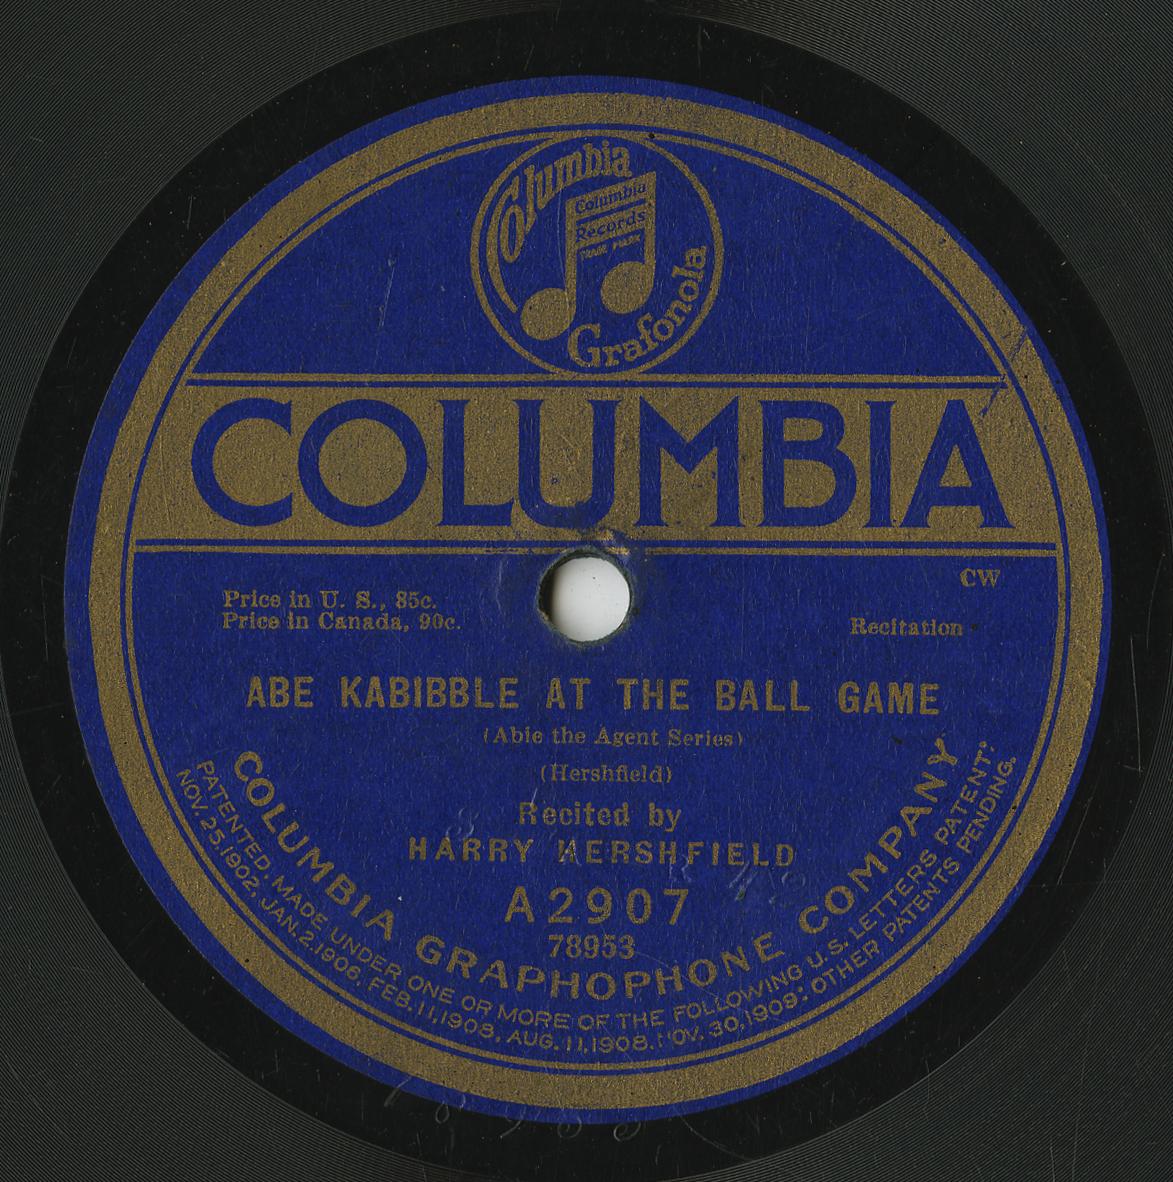 Columbia
Columbia
Records
TRADE MARK
Grafonola
COLUMBIA
CW
Price in U. S., 85c.
Price in Canada, 90c.
Recitation
ABE KABIBBLE AT THE BALL GAME
(Abie the Agent Series)
(Hershfield)
Recited by
HARRY HERSHFIELD
A2907
78953
COLUMBIA GRAPHOPHONE COMPANY
PATENTED. MADE UNDER ONE OR MORE OF THE FOLLOWING U.S. LETTERS PATENT;
NOV. 25, 1902, JAN. 2, 1906, FEB. 11, 1908, AUG. 11, 1908, NOV. 30, 1909: OTHER PATENTS PENDING.
78953